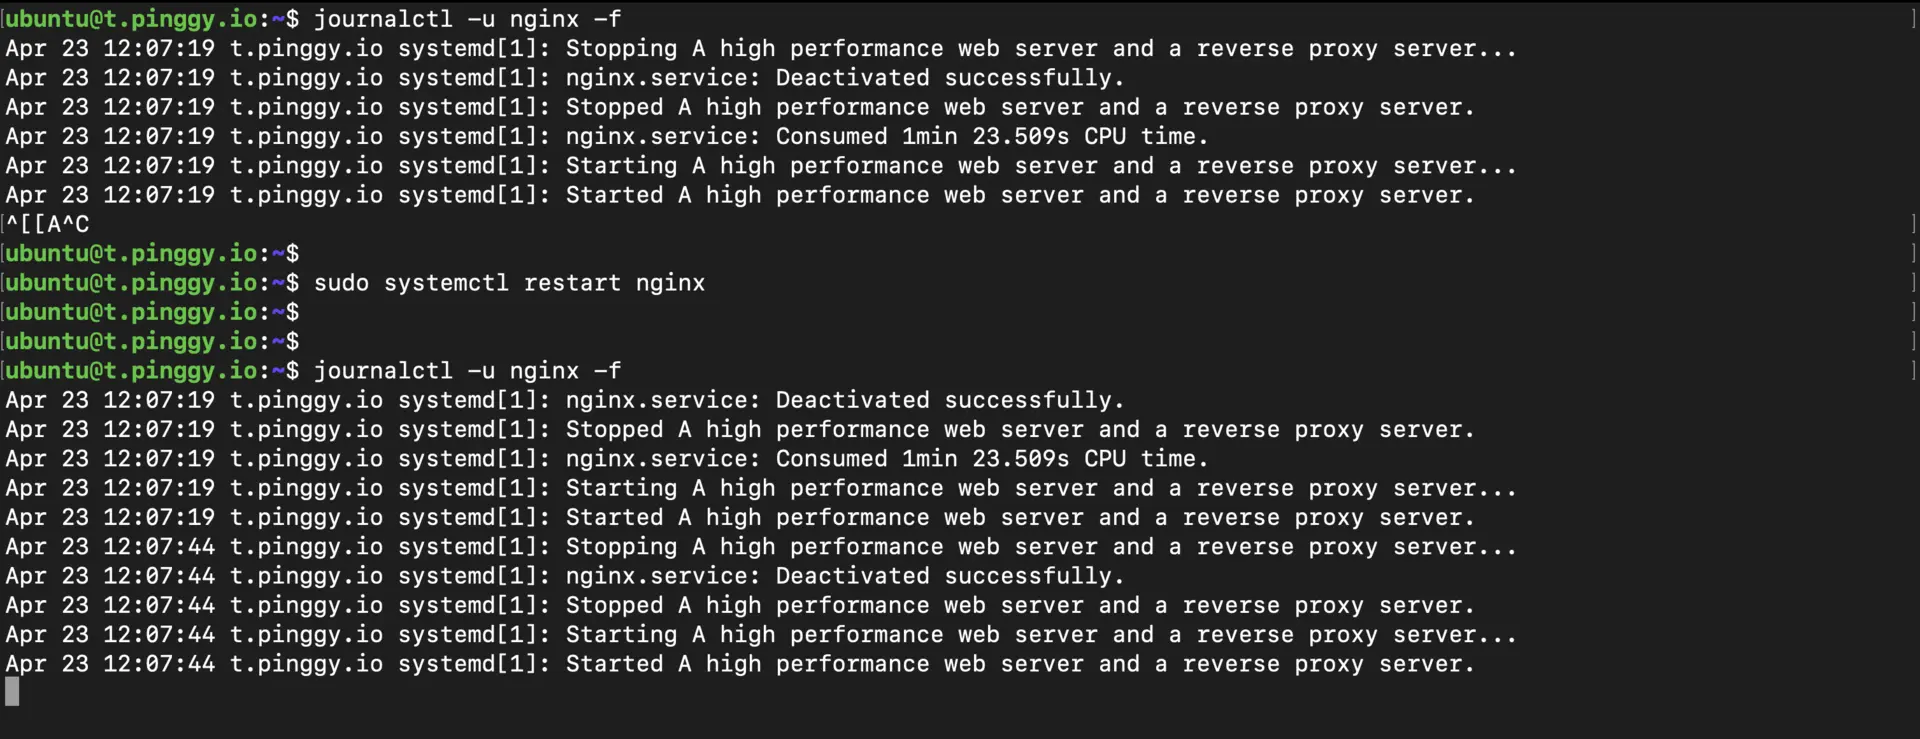 [ubuntu@t.pinggy.io:~$ journalctl -u nginx -f ]
Apr 23 12:07:19 t.pinggy.io systemd[1]: Stopping A high performance web server and a reverse proxy server...
Apr 23 12:07:19 t.pinggy.io systemd[1]: nginx.service: Deactivated successfully.
Apr 23 12:07:19 t.pinggy.io systemd[1]: Stopped A high performance web server and a reverse proxy server.
Apr 23 12:07:19 t.pinggy.io systemd[1]: nginx.service: Consumed 1min 23.509s CPU time.
Apr 23 12:07:19 t.pinggy.io systemd[1]: Starting A high performance web server and a reverse proxy server...
Apr 23 12:07:19 t.pinggy.io systemd[1]: Started A high performance web server and a reverse proxy server.
[^[[A^C ]
[ubuntu@t.pinggy.io:~$ ]
[ubuntu@t.pinggy.io:~$ sudo systemctl restart nginx ]
[ubuntu@t.pinggy.io:~$ ]
[ubuntu@t.pinggy.io:~$ ]
[ubuntu@t.pinggy.io:~$ journalctl -u nginx -f ]
Apr 23 12:07:19 t.pinggy.io systemd[1]: nginx.service: Deactivated successfully.
Apr 23 12:07:19 t.pinggy.io systemd[1]: Stopped A high performance web server and a reverse proxy server.
Apr 23 12:07:19 t.pinggy.io systemd[1]: nginx.service: Consumed 1min 23.509s CPU time.
Apr 23 12:07:19 t.pinggy.io systemd[1]: Starting A high performance web server and a reverse proxy server...
Apr 23 12:07:19 t.pinggy.io systemd[1]: Started A high performance web server and a reverse proxy server.
Apr 23 12:07:44 t.pinggy.io systemd[1]: Stopping A high performance web server and a reverse proxy server...
Apr 23 12:07:44 t.pinggy.io systemd[1]: nginx.service: Deactivated successfully.
Apr 23 12:07:44 t.pinggy.io systemd[1]: Stopped A high performance web server and a reverse proxy server.
Apr 23 12:07:44 t.pinggy.io systemd[1]: Starting A high performance web server and a reverse proxy server...
Apr 23 12:07:44 t.pinggy.io systemd[1]: Started A high performance web server and a reverse proxy server.